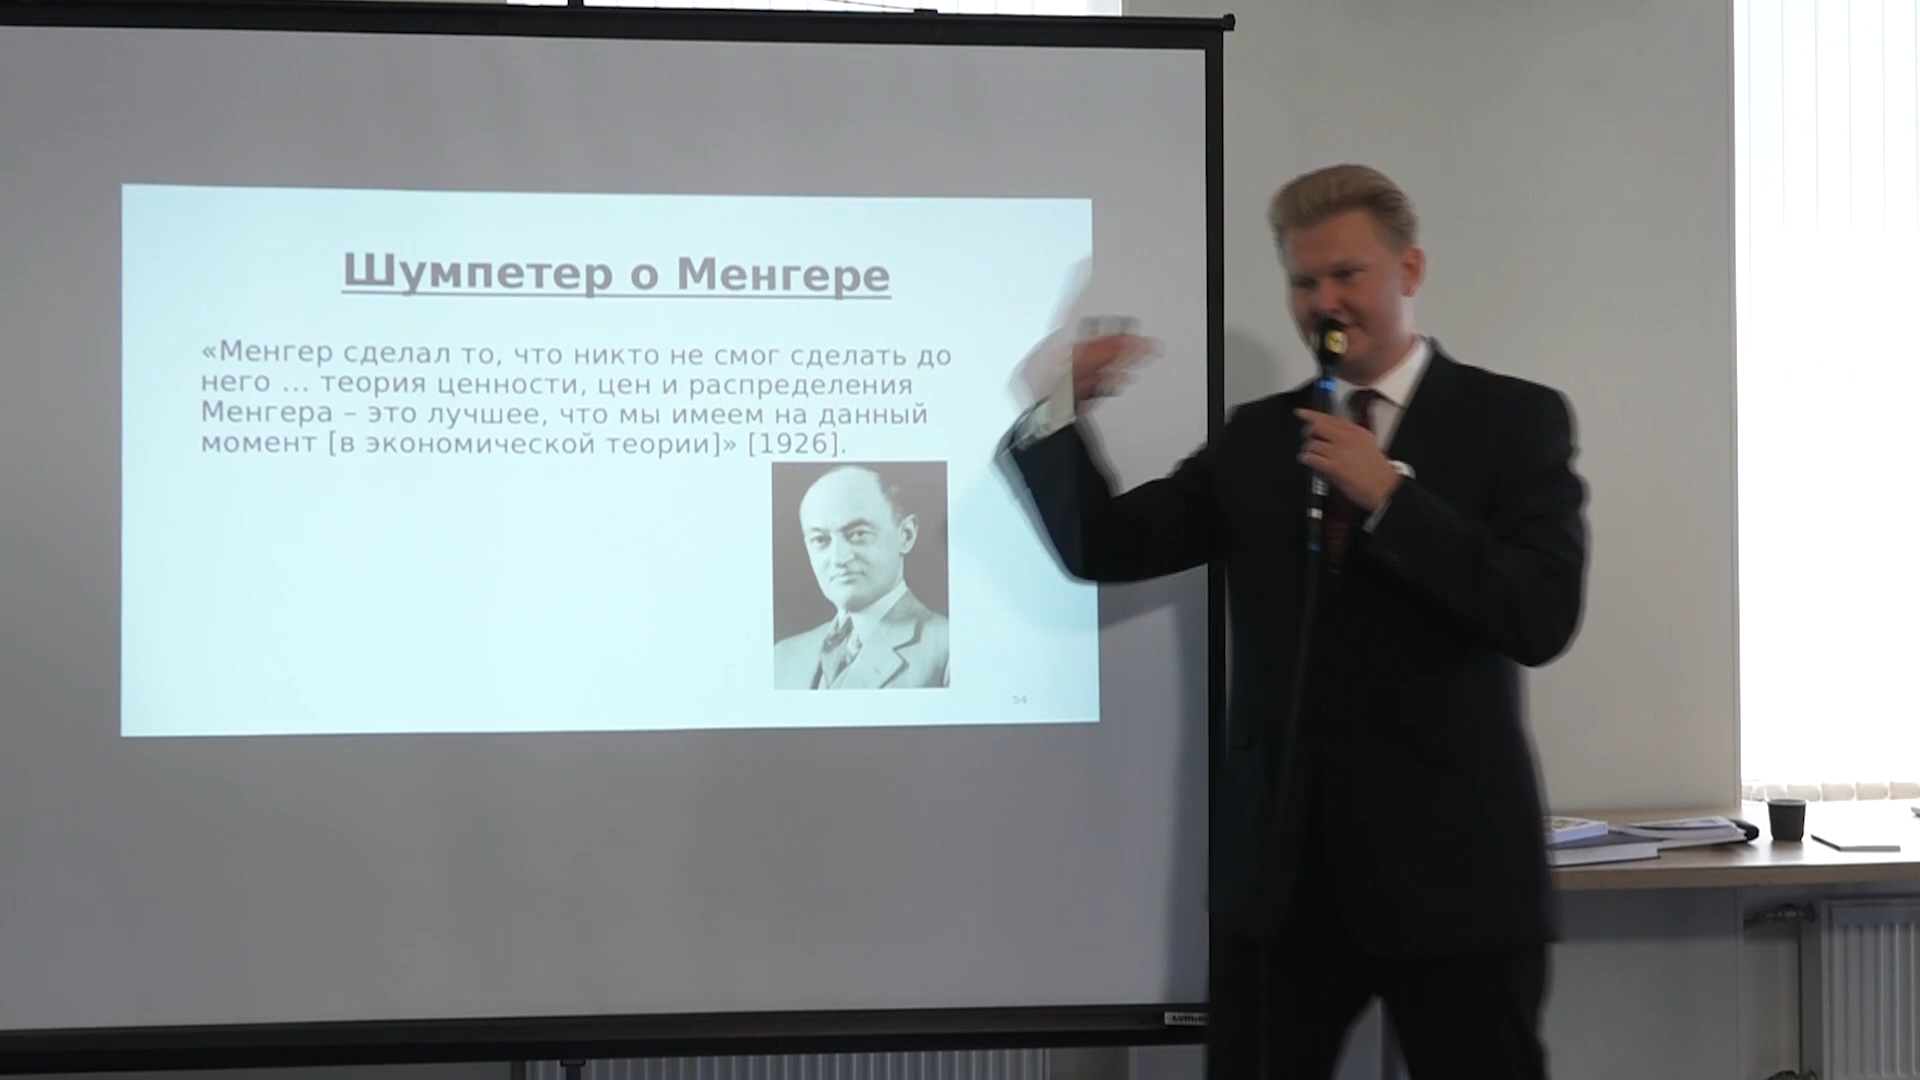 Шумпетер о Менгере
«Менгер сделал то, что никто не смог сделать до
него ... теория ценности, цен и распределения
Менгера – это лучшее, что мы имеем на данный
момент [в экономической теории]» [1926].
54